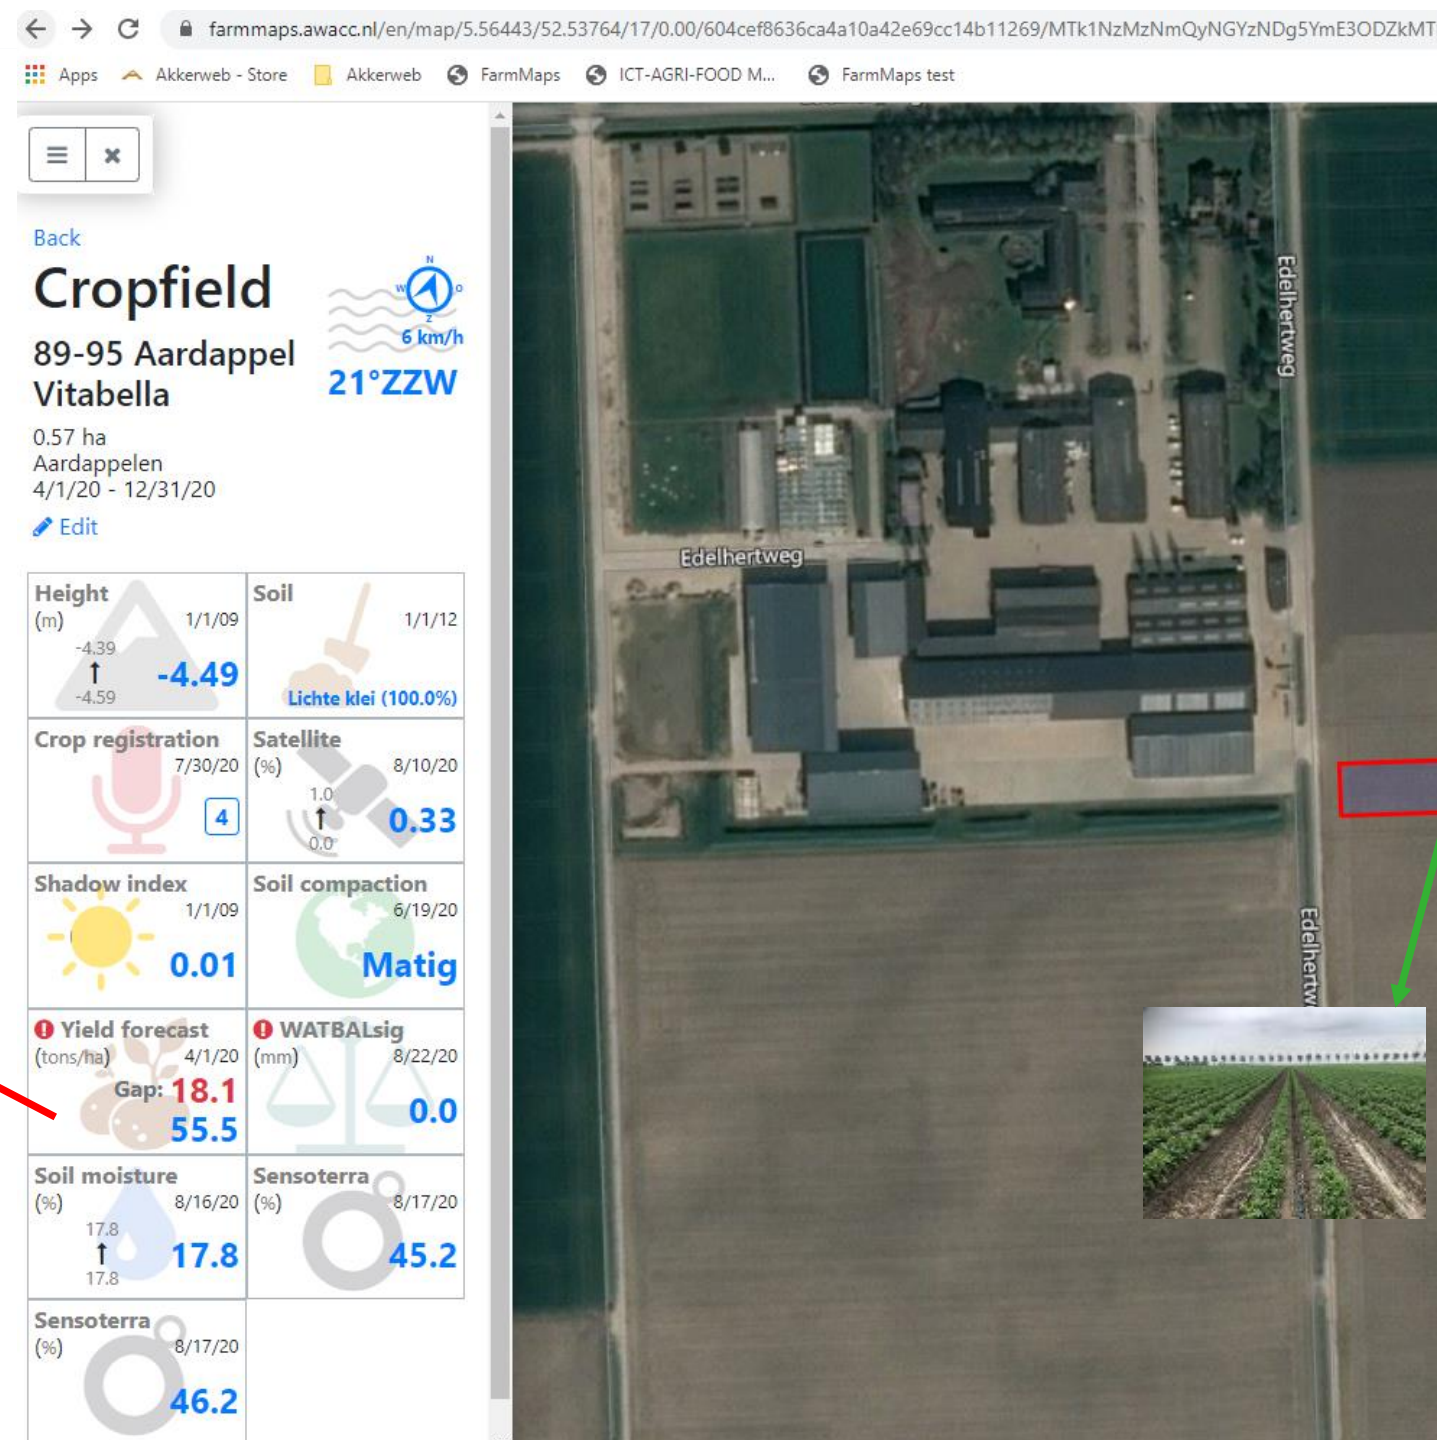 farmmaps.awacc.nl/en/map/5.56443/52.53764/17/0.00/604cef8636ca4a10a42e69cc14b11269/MTk1NzMzNmQyNGYzNDg5YmE3ODZkMT
Apps Akkerweb - Store Akkerweb FarmMaps ICT-AGRI-FOOD M... FarmMaps test
Back
Cropfield
89-95 Aardappel
Vitabella
N
W O
Z
6 km/h
21°ZZW
0.57 ha
Aardappelen
4/1/20 - 12/31/20
Edit
Height
(m) 1/1/09
-4.39
-4.49
-4.59
Soil
1/1/12
Lichte klei (100.0%)
Crop registration
7/30/20
4
Satellite
(%) 8/10/20
1.0
0.33
0.0
Shadow index
1/1/09
0.01
Soil compaction
6/19/20
Matig
Yield forecast
(tons/ha) 4/1/20
Gap: 18.1
55.5
WATBALsig
(mm) 8/22/20
0.0
Soil moisture
(%) 8/16/20
17.8
17.8
17.8
Sensoterra
(%) 8/17/20
45.2
Sensoterra
(%) 8/17/20
46.2
Edelhertweg
Edelhertweg
Edelhertw